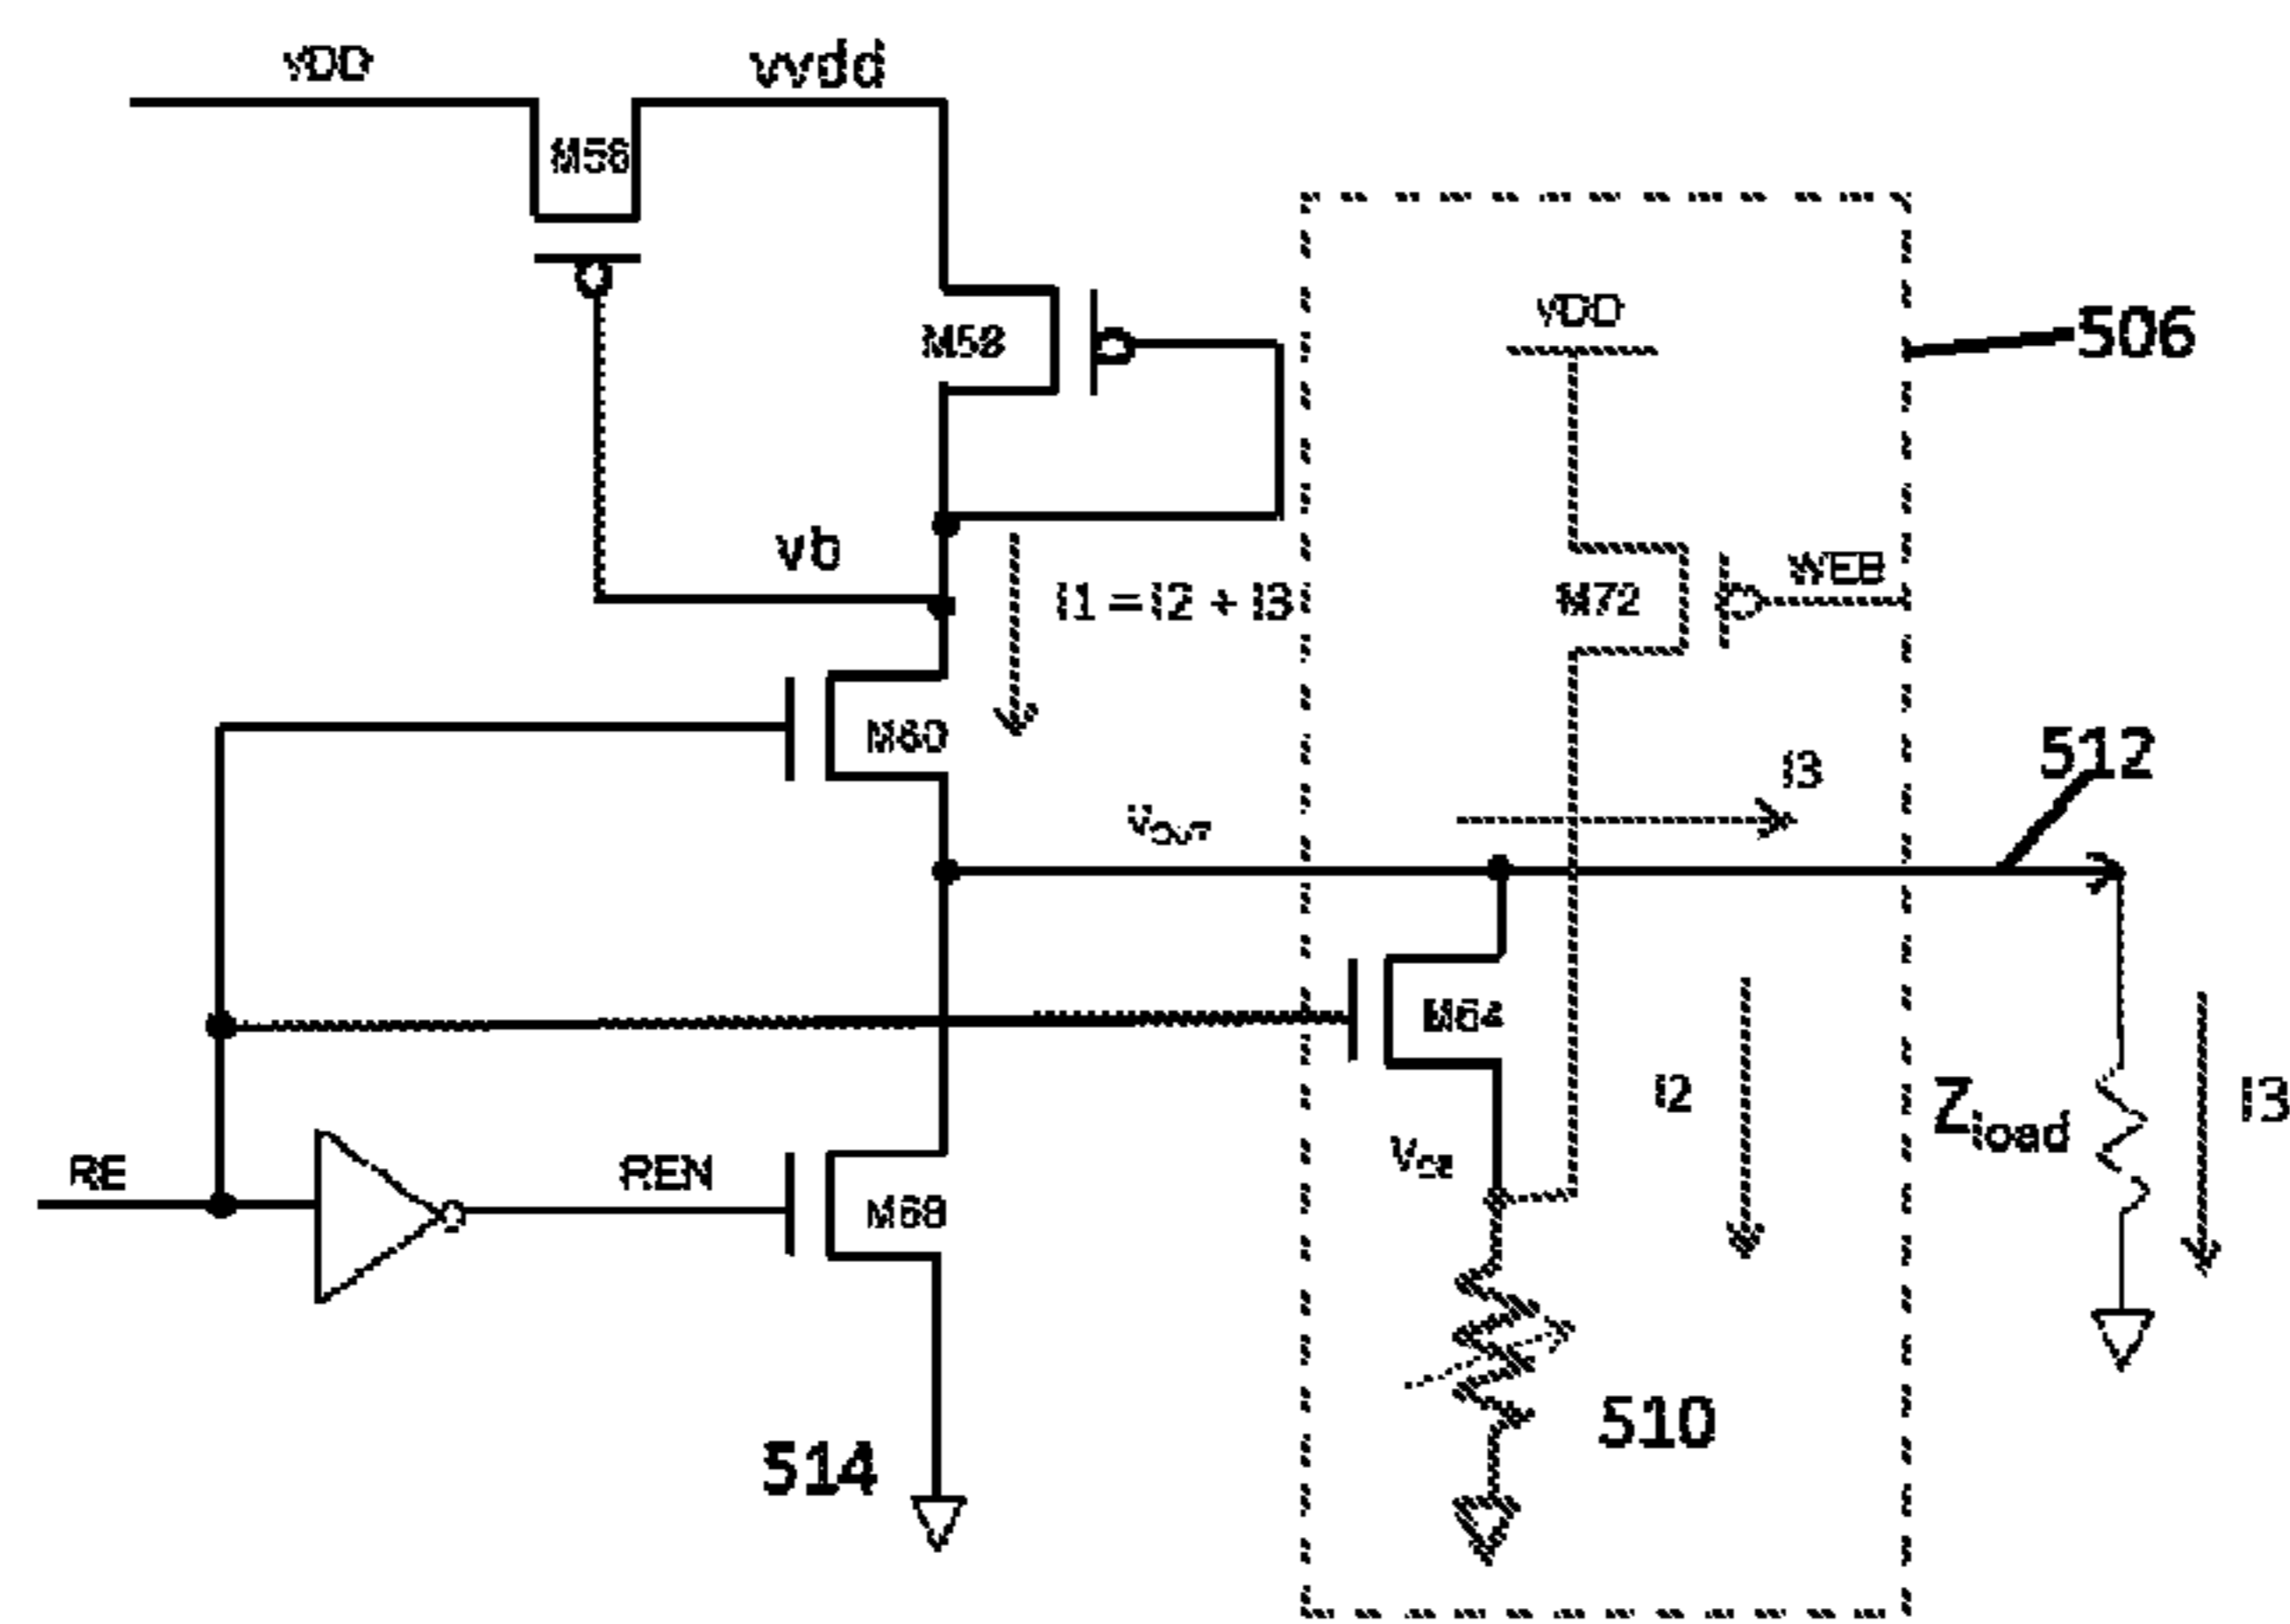 vDD
vvdd
M56
M58
vDD
506
vb
I1 = I2 + I3
M72
WEB
M60
512
I3
VOUT
M64
I2
Zload
I3
RE
REN
M68
510
514